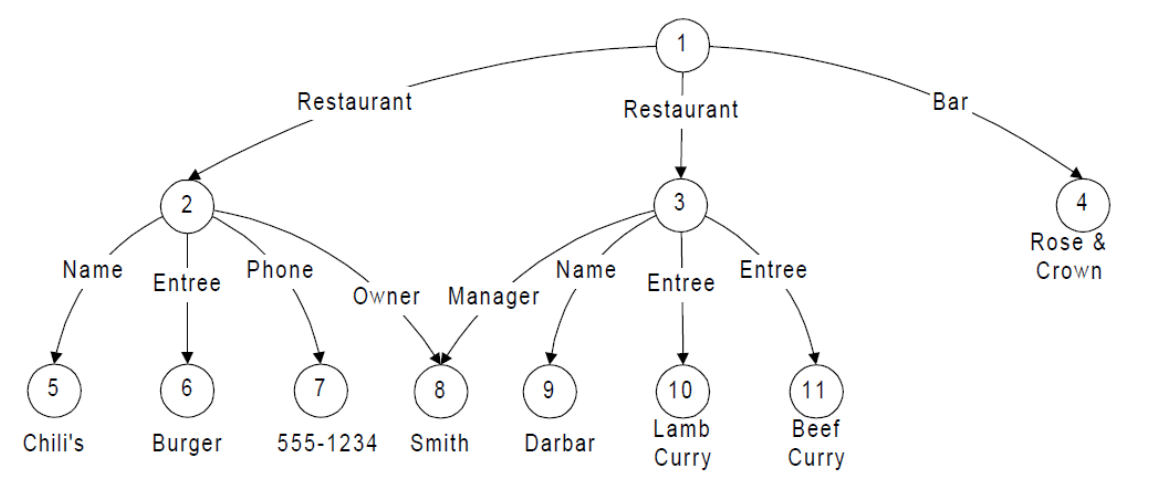 1
Restaurant
Restaurant
Bar
2
3
4
Rose &
Crown
Name
Entree
Phone
Owner
Manager
Name
Entree
Entree
5
6
7
8
9
10
11
Chili's
Burger
555-1234
Smith
Darbar
Lamb
Curry
Beef
Curry